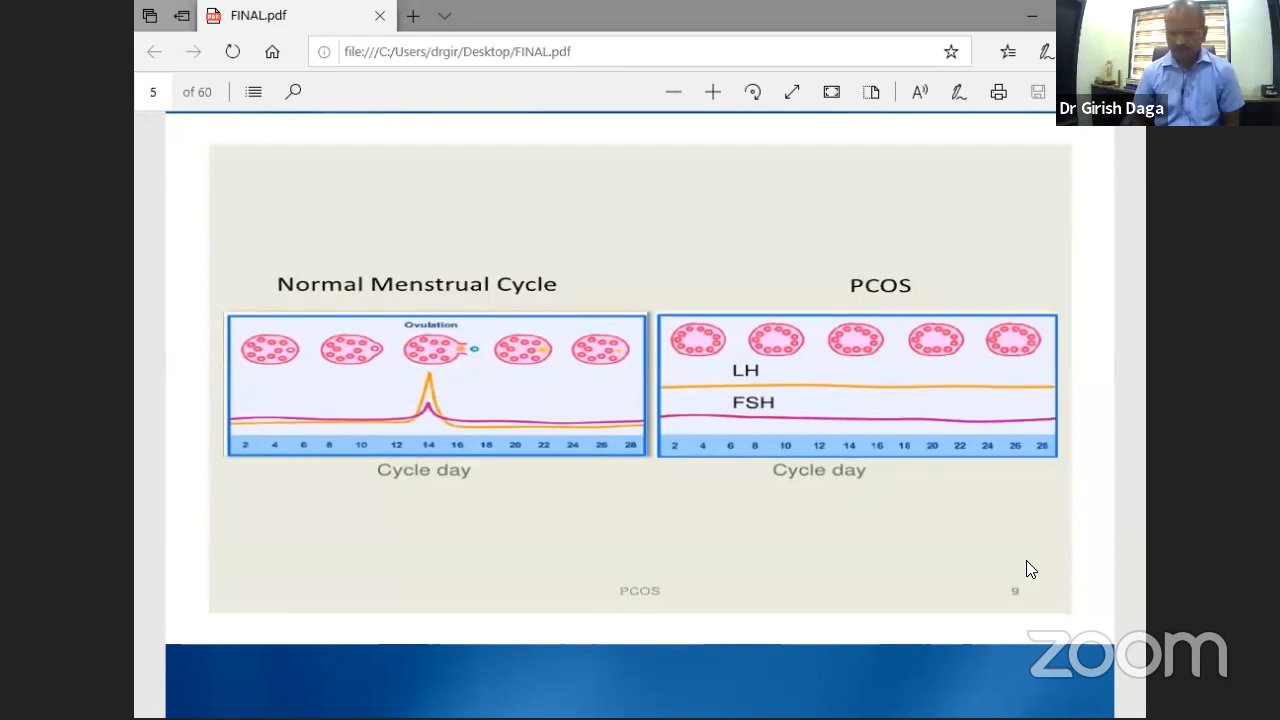 FINAL.pdf
file:///C:/Users/drgir/Desktop/FINAL.pdf
5 of 60
Dr Girish Daga
Normal Menstrual Cycle
PCOS
Ovulation
LH
FSH
2 4 6 8 10 12 14 16 18 20 22 24 26 28
2 4 6 8 10 12 14 16 18 20 22 24 26 28
Cycle day
Cycle day
PCOS
9
zoom